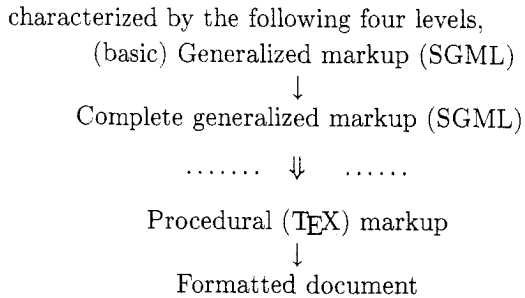 characterized by the following four levels,
(basic) Generalized markup (SGML)
↓
Complete generalized markup (SGML)
....... ⇓ ......
Procedural (TEX) markup
↓
Formatted document